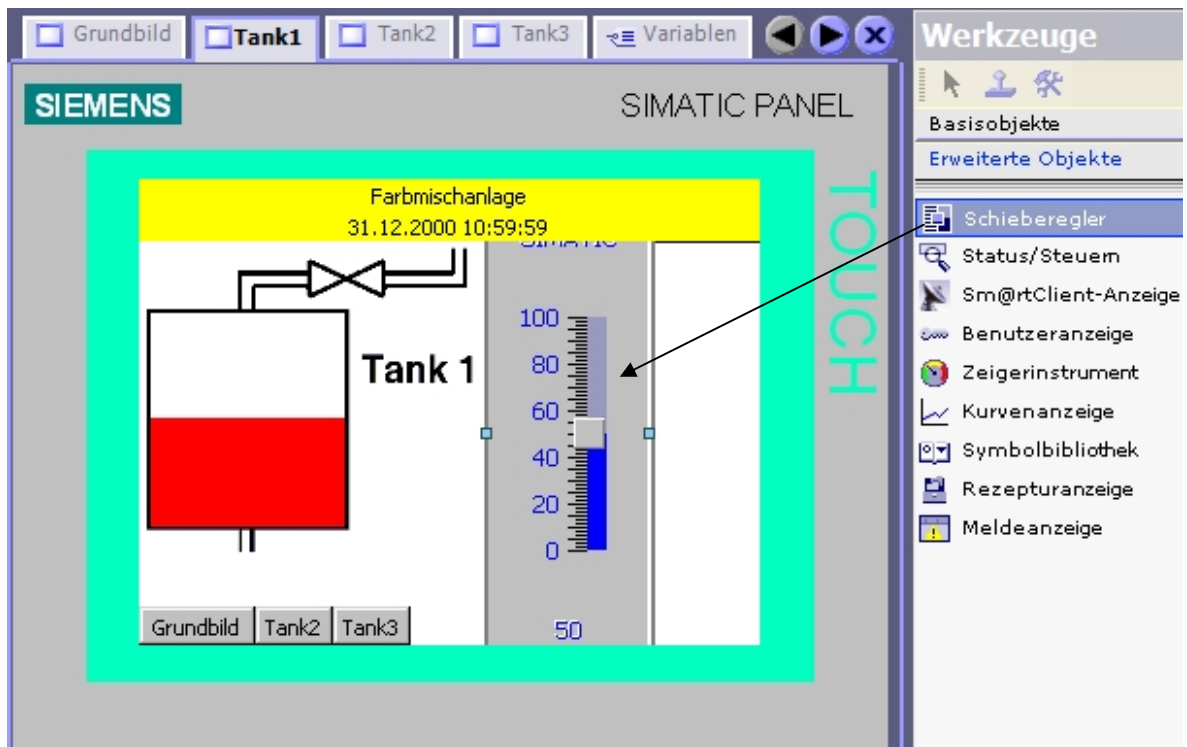 Grundbild Tank1 Tank2 Tank3 Variablen
SIEMENS
SIMATIC PANEL
TOUCH
Farbmischanlage
31.12.2000 10:59:59
SIMATIC
Tank 1
100
80
60
40
20
0
50
Grundbild Tank2 Tank3
Werkzeuge
Basisobjekte
Erweiterte Objekte
Schieberegler
Status/Steuern
Sm@rtClient-Anzeige
Benutzeranzeige
Zeigerinstrument
Kurvenanzeige
Symbolbibliothek
Rezepturanzeige
Meldeanzeige